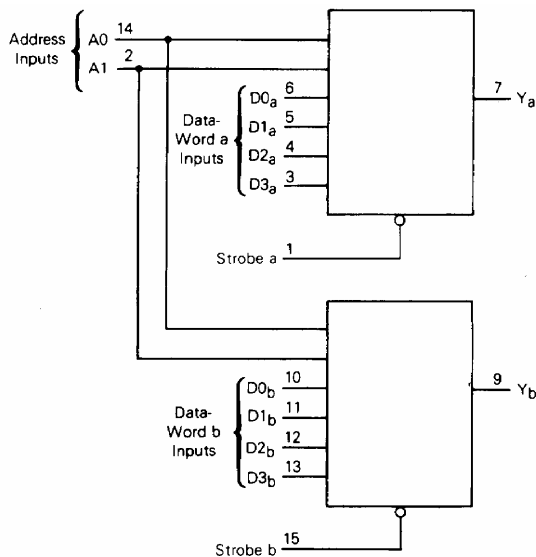 Address
Inputs
A0 14
A1 2
Data-
Word a
Inputs
D0a 6
D1a 5
D2a 4
D3a 3
7 Ya
Strobe a 1
Data-
Word b
Inputs
D0b 10
D1b 11
D2b 12
D3b 13
9 Yb
Strobe b 15